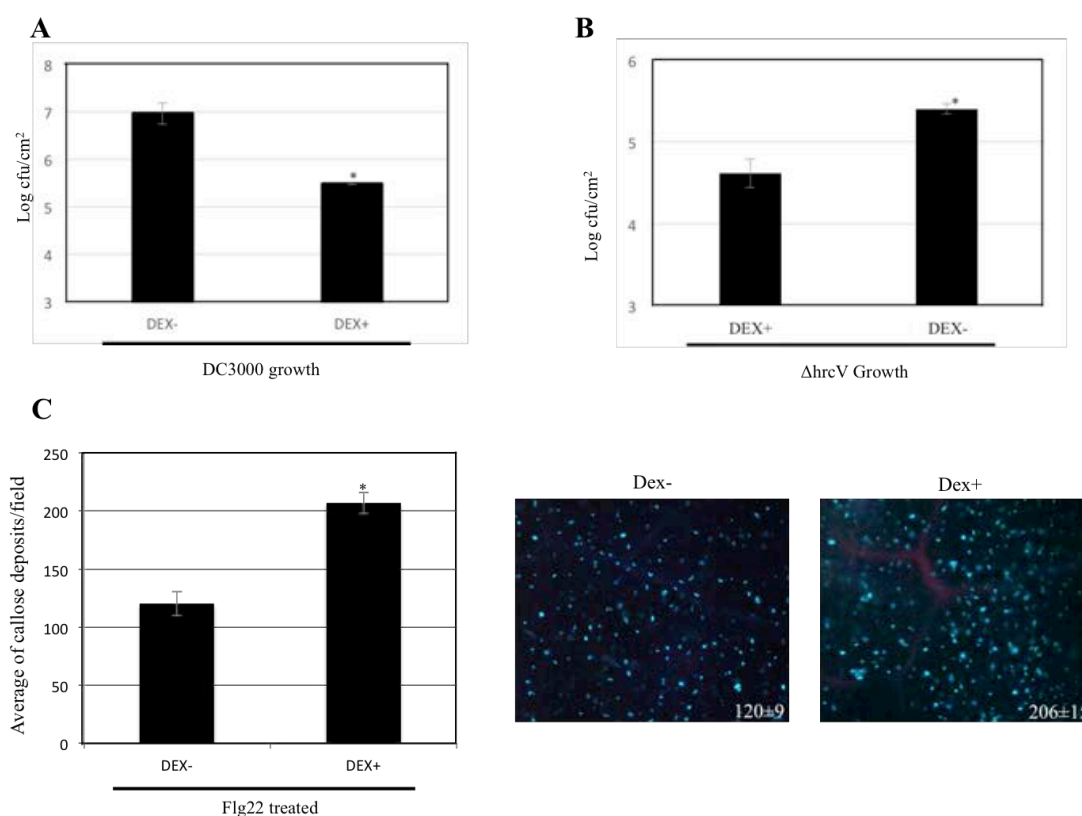 A
8
7
6
5
4
3
Log cfu/cm²
*
DEX-
DEX+
DC3000 growth
B
6
5
4
3
Log cfu/cm²
*
DEX+
DEX-
ΔhrcV Growth
C
250
200
150
100
50
0
Average of callose deposits/field
*
DEX-
DEX+
Flg22 treated
Dex-
120±9
Dex+